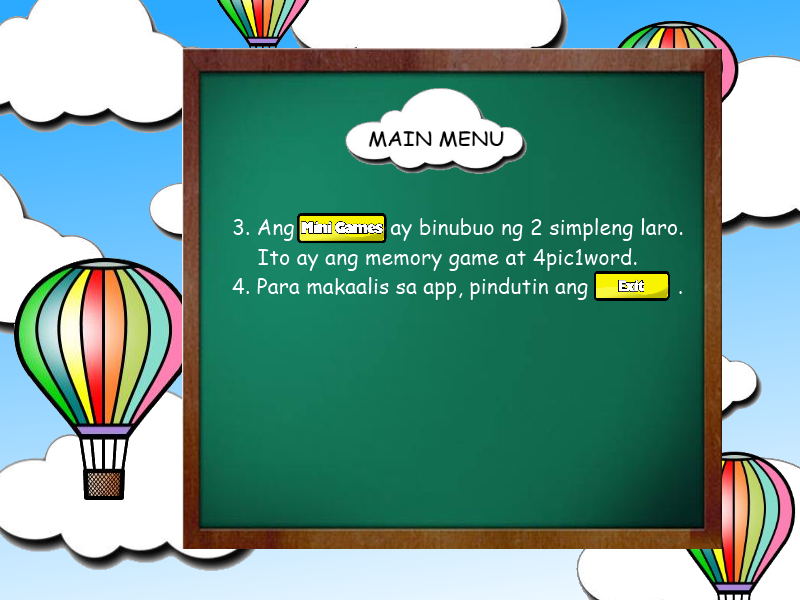 MAIN MENU
3. Ang Mini Games ay binubuo ng 2 simpleng laro.
Ito ay ang memory game at 4pic1word.
4. Para makaalis sa app, pindutin ang Exit .